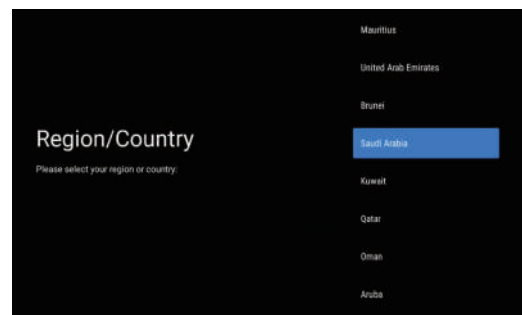 Region/Country
Please select your region or country:
Mauritius
United Arab Emirates
Brunei
Saudi Arabia
Kuwait
Qatar
Oman
Aruba